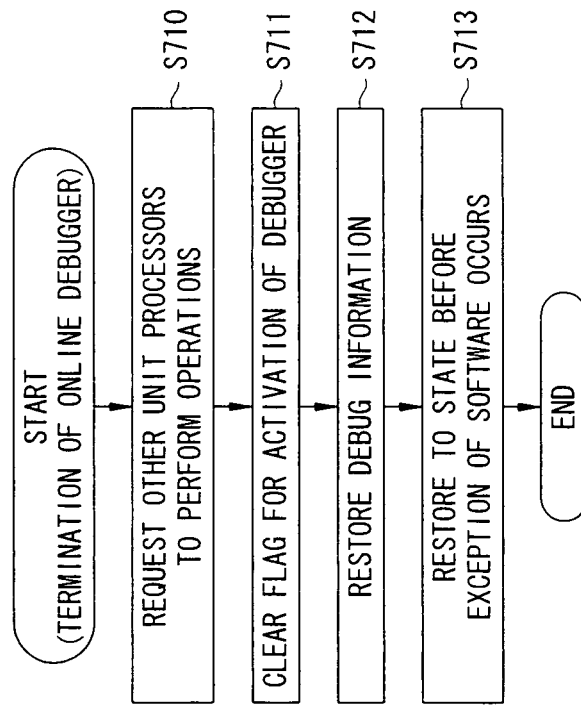 START
(TERMINATION OF ONLINE DEBUGGER)
REQUEST OTHER UNIT PROCESSORS
TO PERFORM OPERATIONS
S710
CLEAR FLAG FOR ACTIVATION OF DEBUGGER
S711
RESTORE DEBUG INFORMATION
S712
RESTORE TO STATE BEFORE
EXCEPTION OF SOFTWARE OCCURS
S713
END